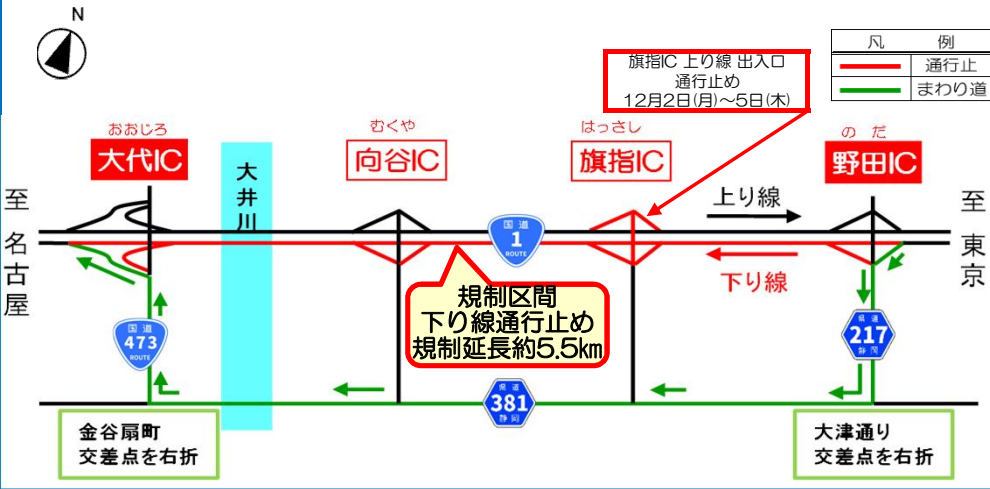 N
旗指IC 上り線 出入口
通行止め
12月2日(月)～5日(木)
凡 例
通行止
まわり道
おおじろ
大代IC
むくや
向谷IC
はっさし
旗指IC
のだ
野田IC
至 名古屋
大井川
国道
1
ROUTE
上り線
下り線
至 東京
規制区間
下り線通行止め
規制延長約5.5km
国道
473
ROUTE
県道
217
静岡
県道
381
静岡
金谷扇町
交差点を右折
大津通り
交差点を右折